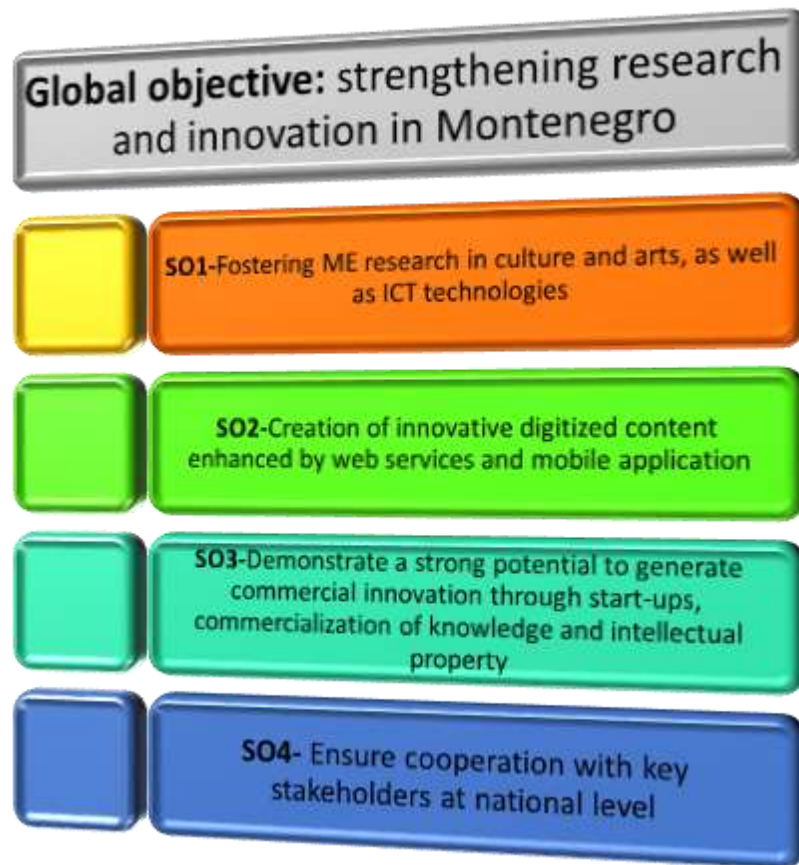 Global objective: strengthening research
and innovation in Montenegro
SO1-Fostering ME research in culture and arts, as well
as ICT technologies
SO2-Creation of innovative digitized content
enhanced by web services and mobile application
SO3-Demonstrate a strong potential to generate
commercial innovation through start-ups,
commercialization of knowledge and intellectual
property
SO4- Ensure cooperation with key
stakeholders at national level